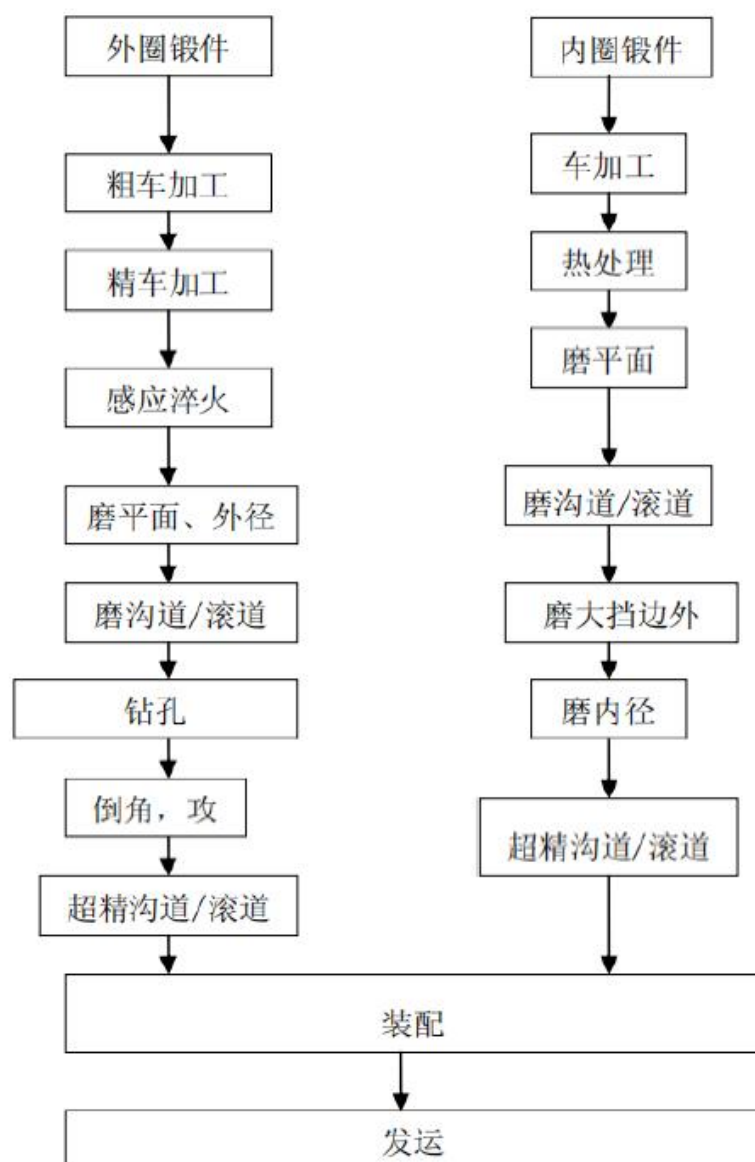 外圈锻件
粗车加工
精车加工
感应淬火
磨平面、外径
磨沟道/滚道
钻孔
倒角，攻
超精沟道/滚道
内圈锻件
车加工
热处理
磨平面
磨沟道/滚道
磨大挡边外
磨内径
超精沟道/滚道
装配
发运